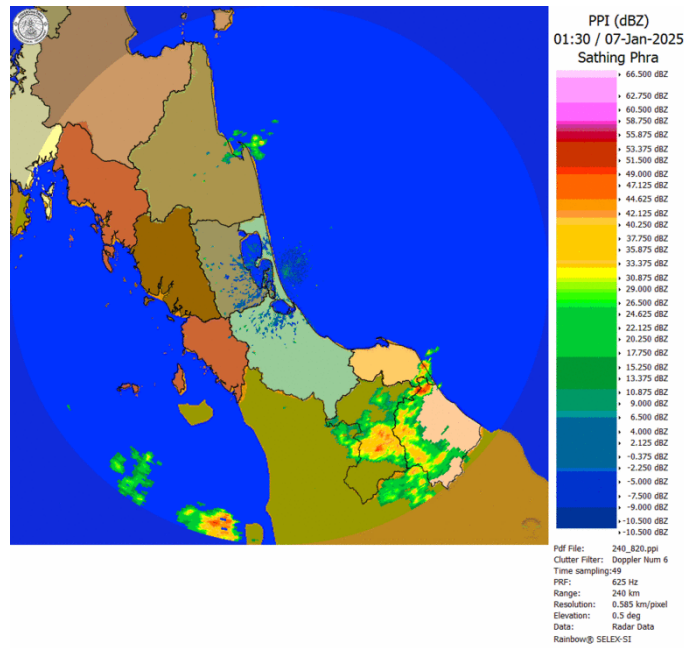 PPI (dBZ)
01:30 / 07-Jan-2025
Sathing Phra
66.500 dBZ
62.750 dBZ
60.500 dBZ
58.750 dBZ
55.875 dBZ
53.375 dBZ
51.500 dBZ
49.000 dBZ
47.125 dBZ
44.625 dBZ
42.125 dBZ
40.250 dBZ
37.750 dBZ
35.875 dBZ
33.375 dBZ
30.875 dBZ
29.000 dBZ
26.500 dBZ
24.625 dBZ
22.125 dBZ
20.250 dBZ
17.750 dBZ
15.250 dBZ
13.375 dBZ
10.875 dBZ
9.000 dBZ
6.500 dBZ
4.000 dBZ
2.125 dBZ
-0.375 dBZ
-2.250 dBZ
-5.000 dBZ
-7.500 dBZ
-9.000 dBZ
-10.500 dBZ
-10.500 dBZ
Pdf File: 240_820.ppi
Clutter Filter: Doppler Num 6
Time sampling:49
PRF: 625 Hz
Range: 240 km
Resolution: 0.585 km/pixel
Elevation: 0.5 deg
Data: Radar Data
Rainbow® SELEX-SI